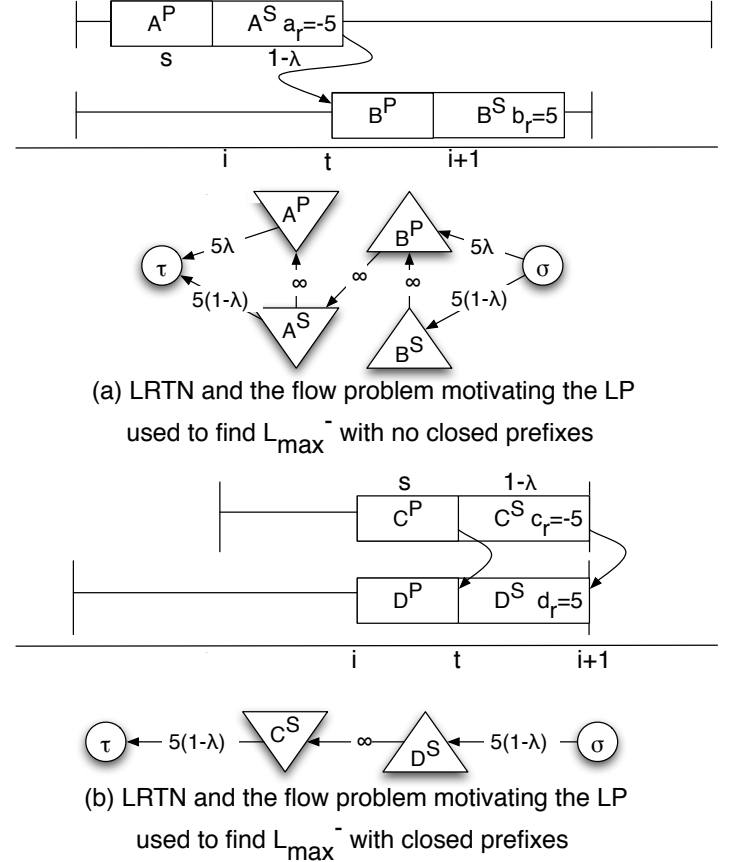 A^P A^S a_r=-5
s 1-λ
B^P B^S b_r=5
i t i+1
A^P B^P
5λ 5λ
τ ∞ ∞ ∞ σ
5(1-λ) 5(1-λ)
A^S B^S
(a) LRTN and the flow problem motivating the LP
used to find L_max^- with no closed prefixes
s 1-λ
C^P C^S c_r=-5
D^P D^S d_r=5
i t i+1
τ 5(1-λ) C^S ∞ D^S 5(1-λ) σ
(b) LRTN and the flow problem motivating the LP
used to find L_max^- with closed prefixes